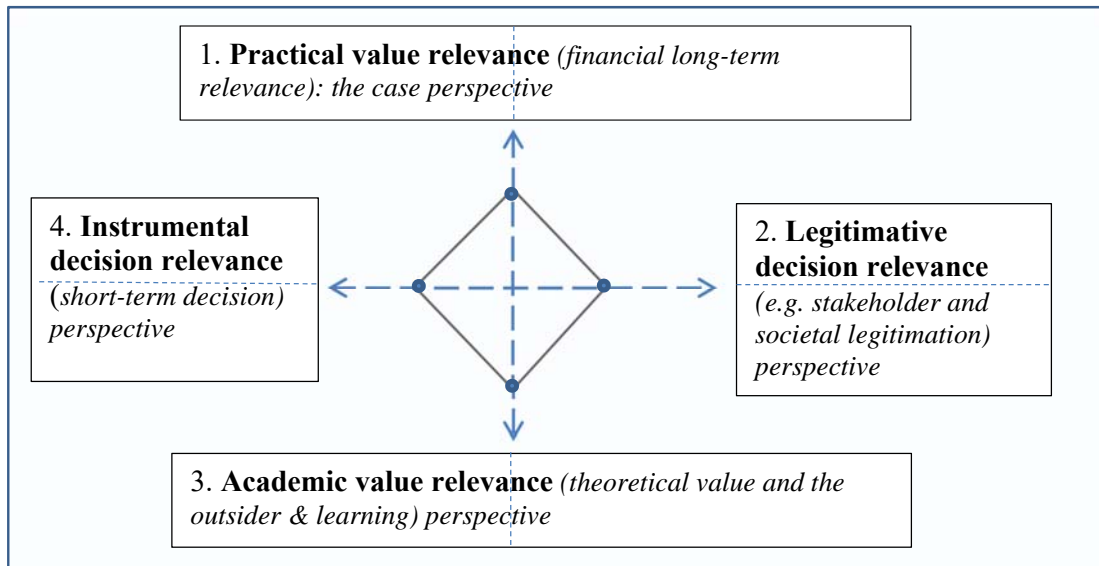 1. Practical value relevance (financial long-term
relevance): the case perspective
4. Instrumental
decision relevance
(short-term decision)
perspective
2. Legitimative
decision relevance
(e.g. stakeholder and
societal legitimation)
perspective
3. Academic value relevance (theoretical value and the
outsider & learning) perspective